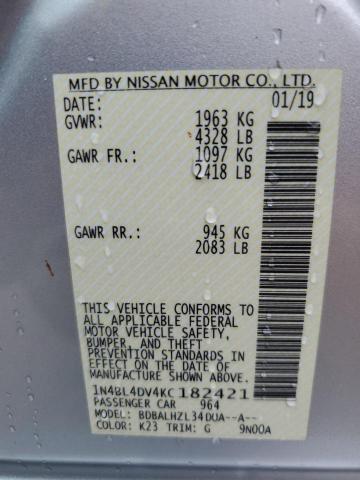 MFD BY NISSAN MOTOR CO., LTD.
DATE: 01/19
GVWR: 1963 KG
4328 LB
GAWR FR.: 1097 KG
2418 LB
GAWR RR.: 945 KG
2083 LB
THIS VEHICLE CONFORMS TO
ALL APPLICABLE FEDERAL
MOTOR VEHICLE SAFETY,
BUMPER, AND THEFT
PREVENTION STANDARDS IN
EFFECT ON THE DATE OF
MANUFACTURE SHOWN ABOVE.
1N4BL4DV4KC182421
PASSENGER CAR 964
MODEL: BDBALHZL34DUA--A--
COLOR: K23 TRIM: G 9N00A